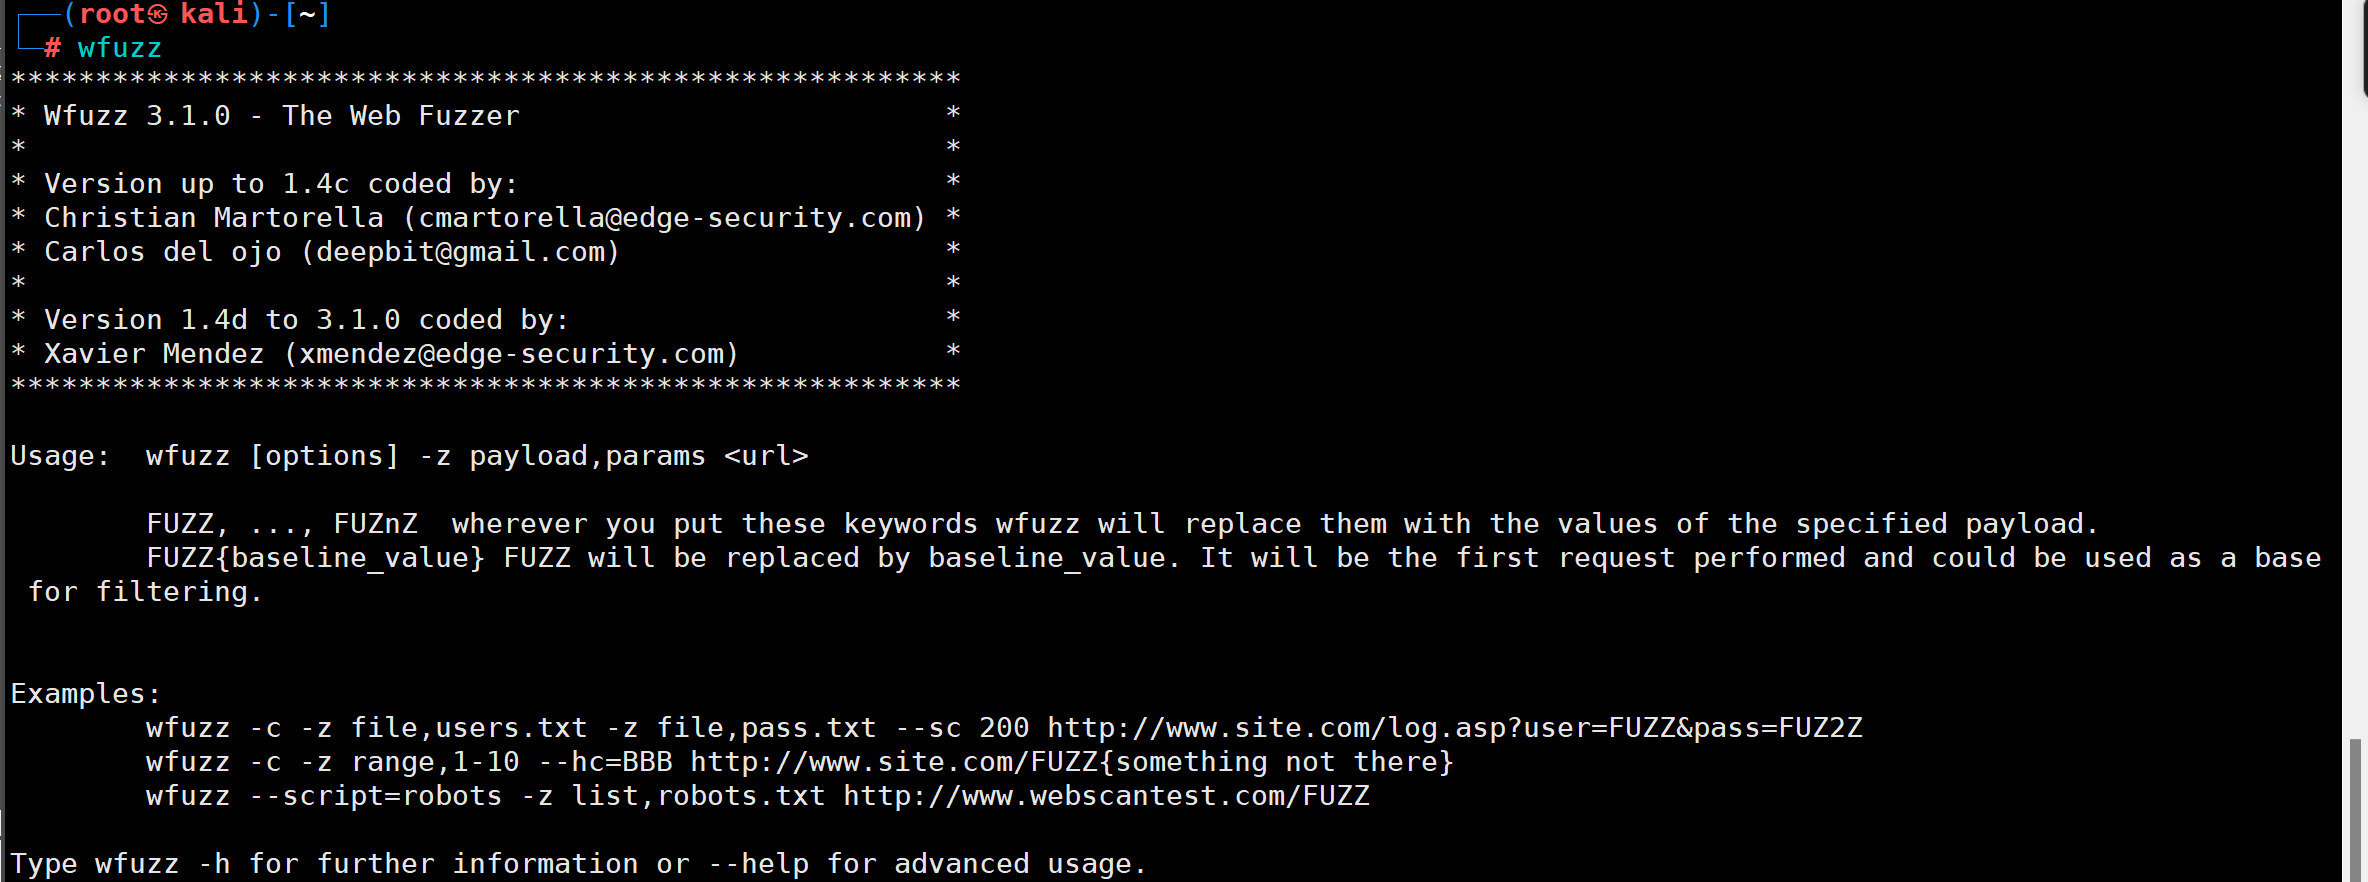 ┌──(root㉿ kali)-[~]
└─# wfuzz
********************************************************
* Wfuzz 3.1.0 - The Web Fuzzer                         *
*                                                      *
* Version up to 1.4c coded by:                         *
* Christian Martorella (cmartorella@edge-security.com) *
* Carlos del ojo (deepbit@gmail.com)                   *
*                                                      *
* Version 1.4d to 3.1.0 coded by:                      *
* Xavier Mendez (xmendez@edge-security.com)            *
********************************************************

Usage:  wfuzz [options] -z payload,params <url>

        FUZZ, ..., FUZnZ  wherever you put these keywords wfuzz will replace them with the values of the specified payload.
        FUZZ{baseline_value} FUZZ will be replaced by baseline_value. It will be the first request performed and could be used as a base
 for filtering.


Examples:
        wfuzz -c -z file,users.txt -z file,pass.txt --sc 200 http://www.site.com/log.asp?user=FUZZ&pass=FUZ2Z
        wfuzz -c -z range,1-10 --hc=BBB http://www.site.com/FUZZ{something not there}
        wfuzz --script=robots -z list,robots.txt http://www.webscantest.com/FUZZ

Type wfuzz -h for further information or --help for advanced usage.